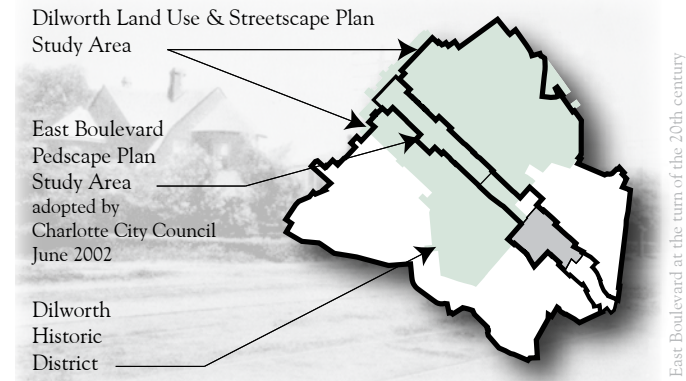 Dilworth Land Use & Streetscape Plan
Study Area
East Boulevard
Pedscape Plan
Study Area
adopted by
Charlotte City Council
June 2002
Dilworth
Historic
District
East Boulevard at the turn of the 20th century